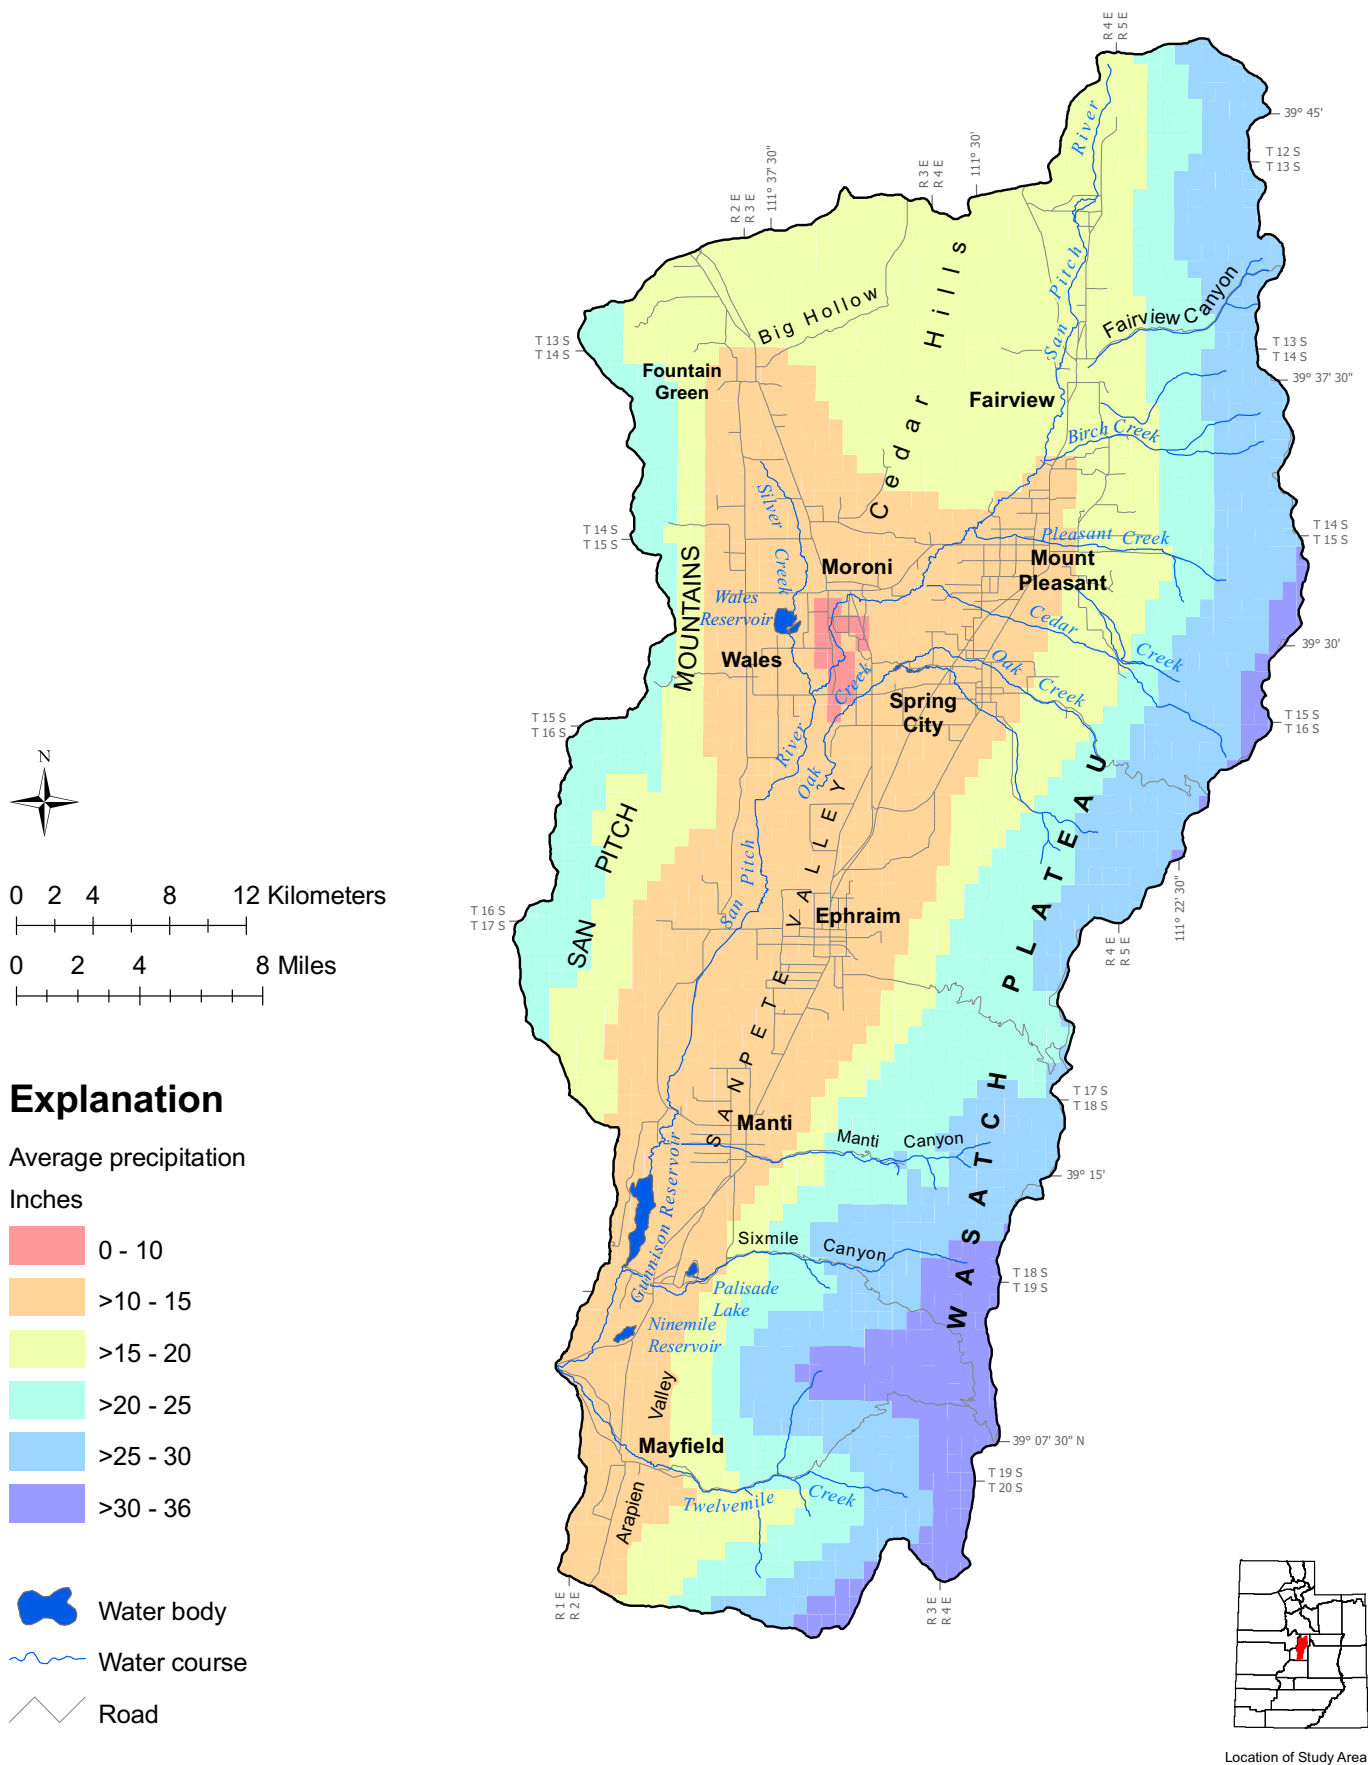 R 4 E
R 5 E
39° 45'
T 12 S
T 13 S
River
111° 30'
R 3 E
R 4 E
111° 37' 30"
R 2 E
R 3 E
San Pitch
Cedar Hills
Big Hollow
Fairview Canyon
T 13 S
T 14 S
T 13 S
T 14 S
39° 37' 30"
Fountain
Green
Fairview
Birch Creek
Silver Creek
T 14 S
T 15 S
T 14 S
T 15 S
Pleasant Creek
Moroni
Mount
Pleasant
Wales
Reservoir
Cedar Creek
39° 30'
Wales
Oak Creek
Spring
City
Oak Creek
T 15 S
T 16 S
T 15 S
T 16 S
San Pitch River
SAN PITCH MOUNTAINS
WASATCH PLATEAU
SANPETE VALLEY
Ephraim
T 16 S
T 17 S
R 4 E
R 5 E
111° 22' 30"
N
0 2 4 8 12 Kilometers
0 2 4 8 Miles
T 17 S
T 18 S
Manti
Manti Canyon
39° 15'
Gunnison Reservoir
Sixmile Canyon
T 18 S
T 19 S
Palisade
Lake
Ninemile
Reservoir
Arapien Valley
Mayfield
39° 07' 30" N
T 19 S
T 20 S
Twelvemile Creek
R 1 E
R 2 E
R 3 E
R 4 E
Explanation
Average precipitation
Inches
0 - 10
>10 - 15
>15 - 20
>20 - 25
>25 - 30
>30 - 36
Water body
Water course
Road
Location of Study Area